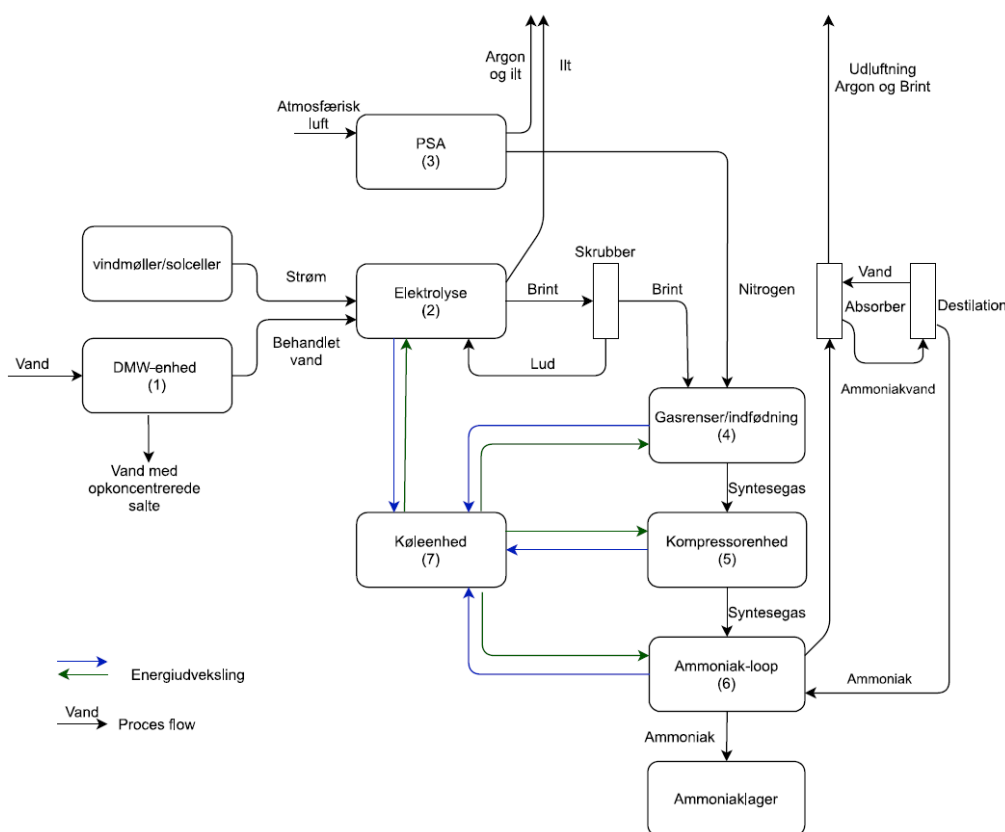 Argon
og ilt
Ilt
Udluftning
Argon og Brint
Atmosfærisk
luft
PSA
(3)
vindmøller/solceller
Strøm
Elektrolyse
(2)
Brint
Skrubber
Brint
Nitrogen
Vand
Absorber
Destilation
Behandlet
vand
Lud
Vand
DMW-enhed
(1)
Ammoniakvand
Gasrenser/indfødning
(4)
Vand med
opkoncentrerede
salte
Syntesegas
Køleenhed
(7)
Kompressorenhed
(5)
Syntesegas
Energiudveksling
Ammoniak-loop
(6)
Ammoniak
Vand
Proces flow
Ammoniak
Ammoniaklager